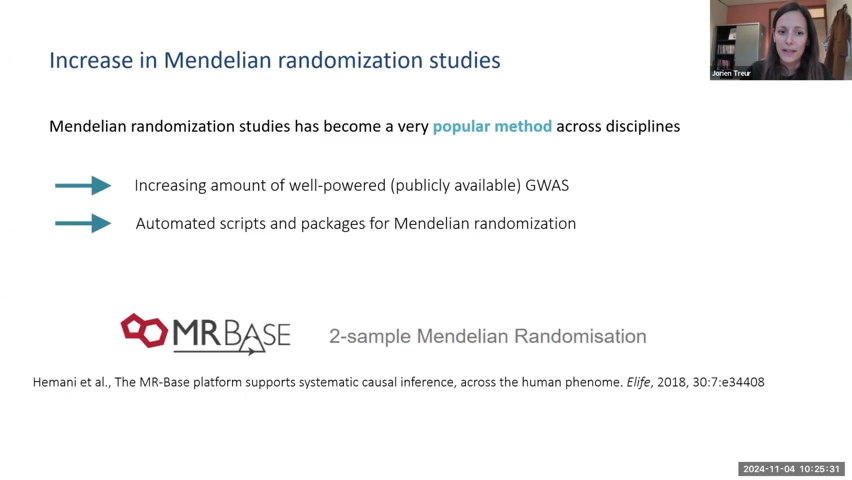 Increase in Mendelian randomization studies
Jorien Treur
Mendelian randomization studies has become a very popular method across disciplines
Increasing amount of well-powered (publicly available) GWAS
Automated scripts and packages for Mendelian randomization
MRBASE
2-sample Mendelian Randomisation
Hemani et al., The MR-Base platform supports systematic causal inference, across the human phenome. Elife, 2018, 30:7:e34408
2024-11-04 10:25:31